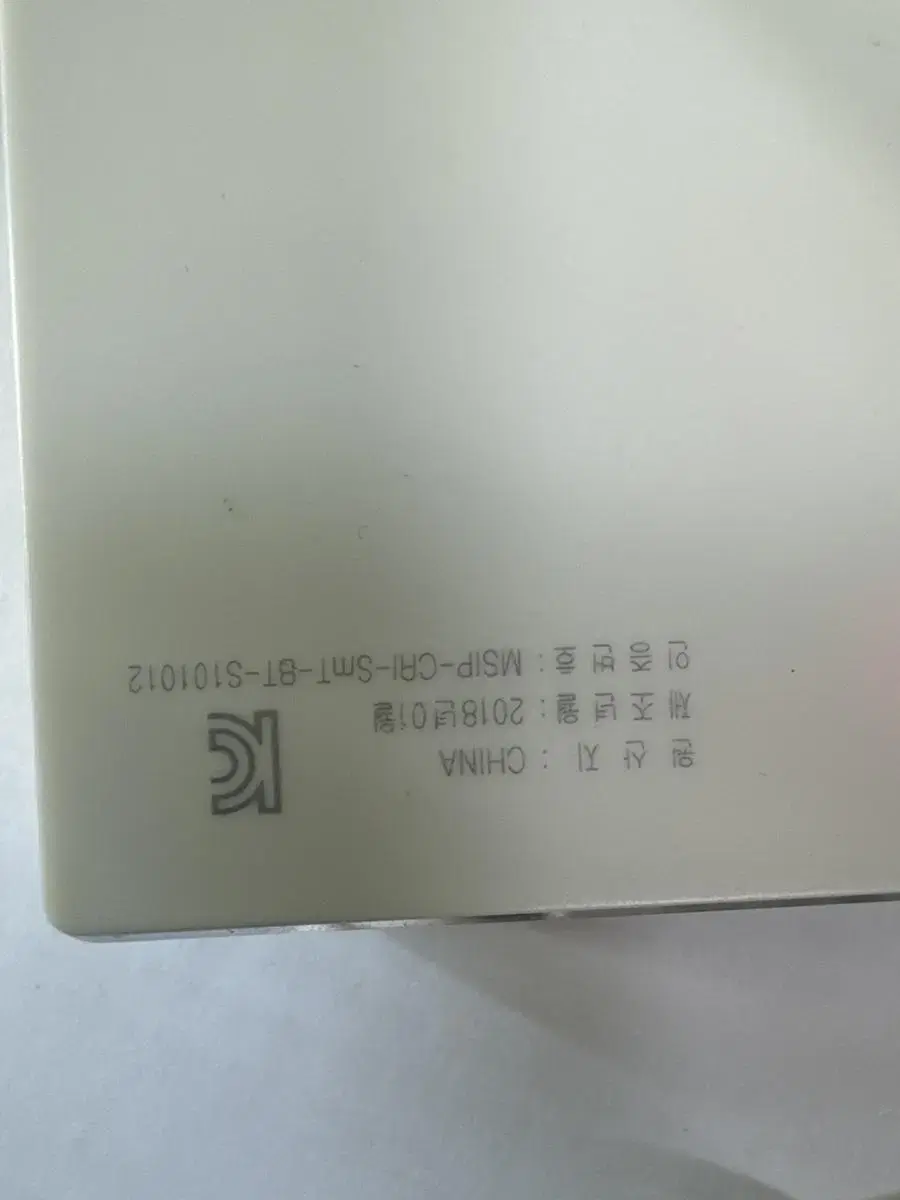 원 산 지 : CHINA
제 조 년 월 : 2018년 01월
인 증 번 호 : MSIP-CRI-SmT-BT-S101012
KC